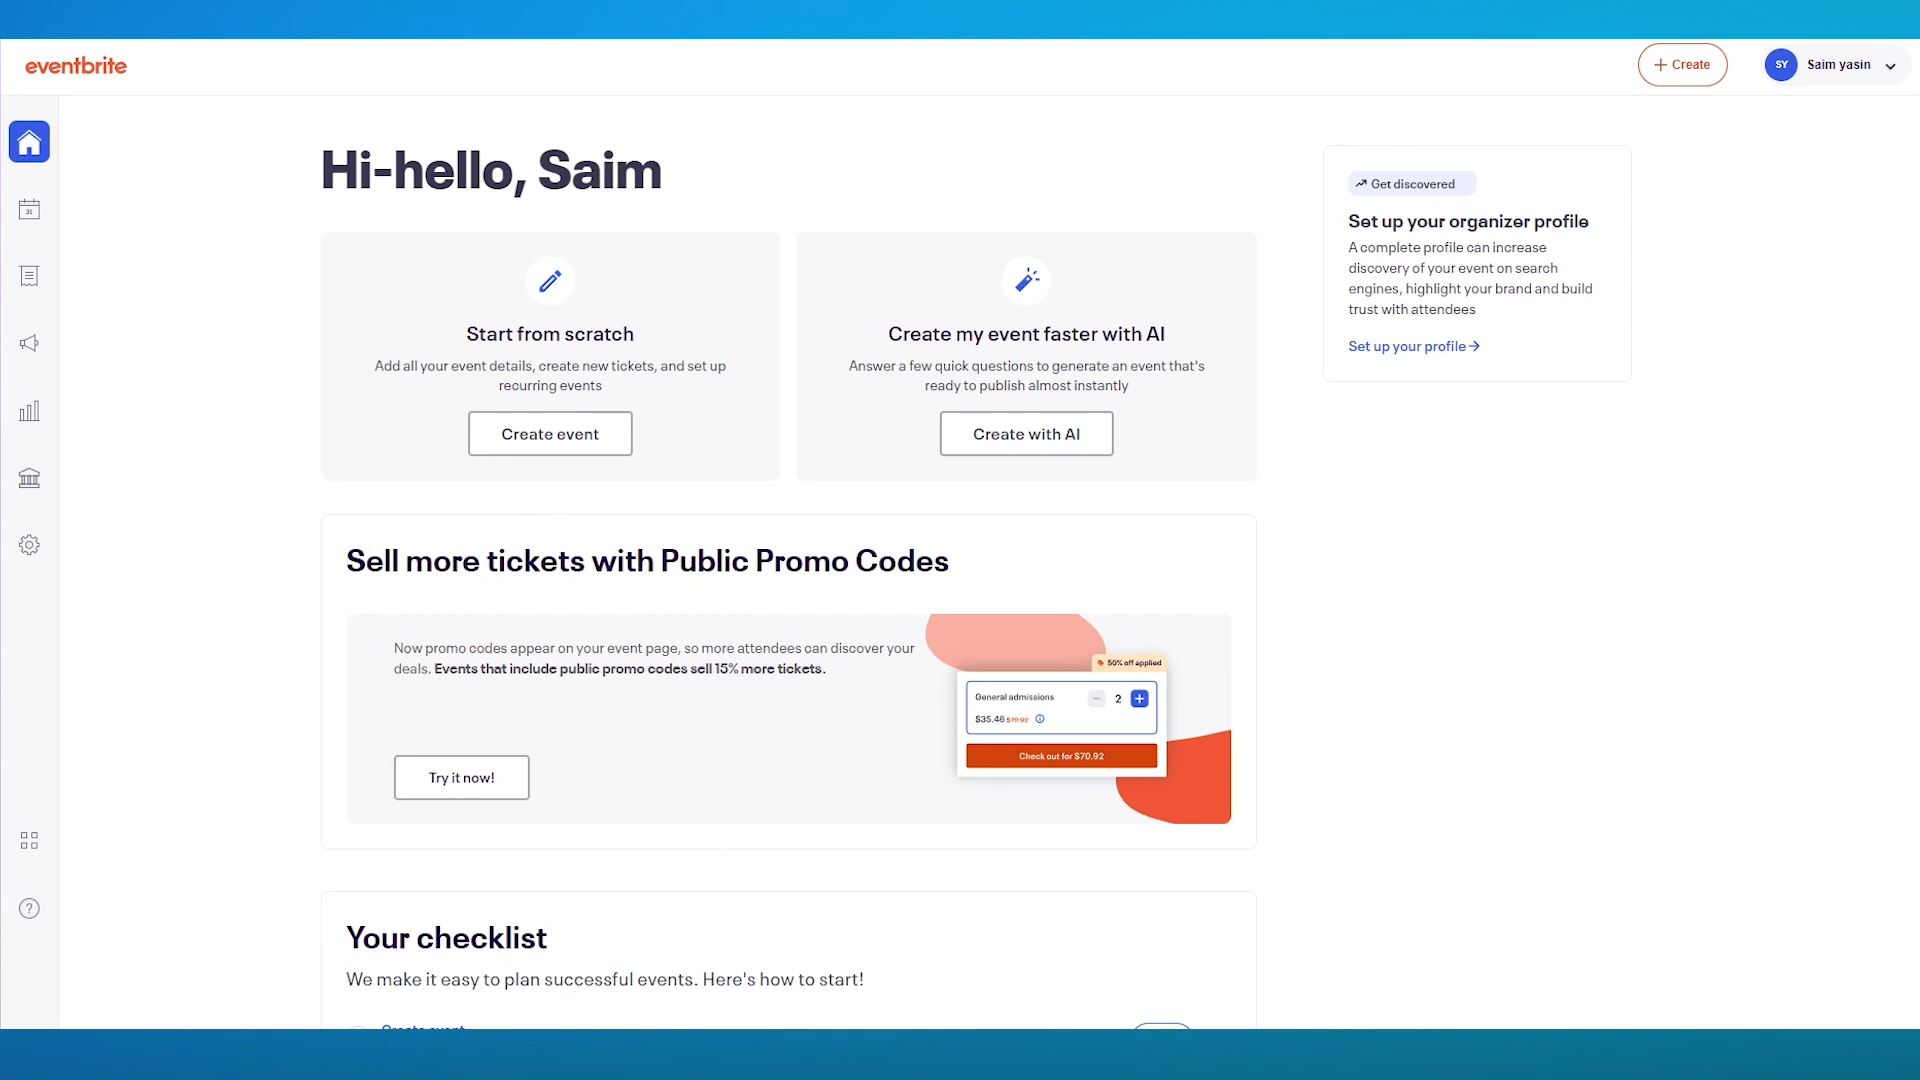 eventbrite
Create
SY
Saim yasin
31
Hi-hello, Saim
Start from scratch
Add all your event details, create new tickets, and set up
recurring events
Create event
Create my event faster with AI
Answer a few quick questions to generate an event that's
ready to publish almost instantly
Create with AI
Get discovered
Set up your organizer profile
A complete profile can increase
discovery of your event on search
engines, highlight your brand and build
trust with attendees
Set up your profile→
Sell more tickets with Public Promo Codes
Now promo codes appear on your event page, so more attendees can discover your
deals. Events that include public promo codes sell 15% more tickets.
Try it now!
50% off applied
General admissions
2
$35.46 $70.92
Check out for $70.92
Your checklist
We make it easy to plan successful events. Here's how to start!
Create event